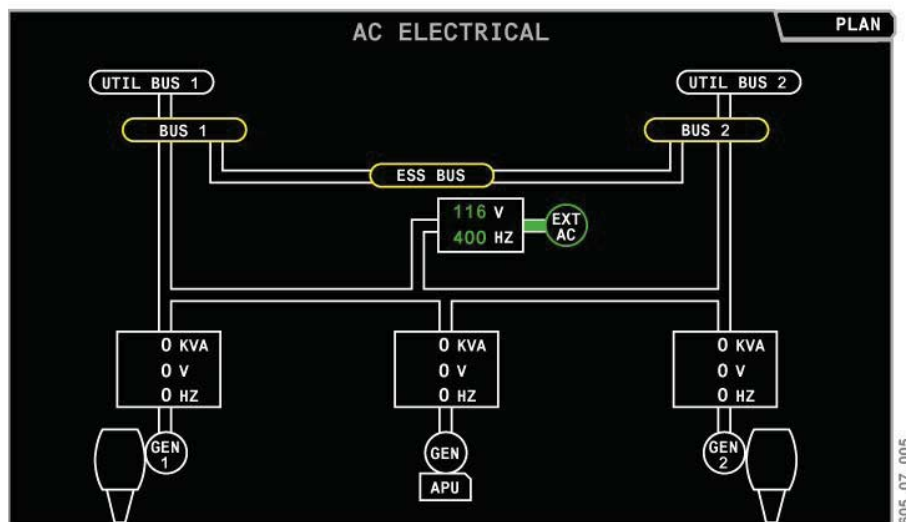 AC ELECTRICAL
PLAN
UTIL BUS 1
UTIL BUS 2
BUS 1
BUS 2
ESS BUS
116 V
400 HZ
EXT
AC
0 KVA
0 V
0 HZ
0 KVA
0 V
0 HZ
0 KVA
0 V
0 HZ
GEN
1
GEN
APU
GEN
2